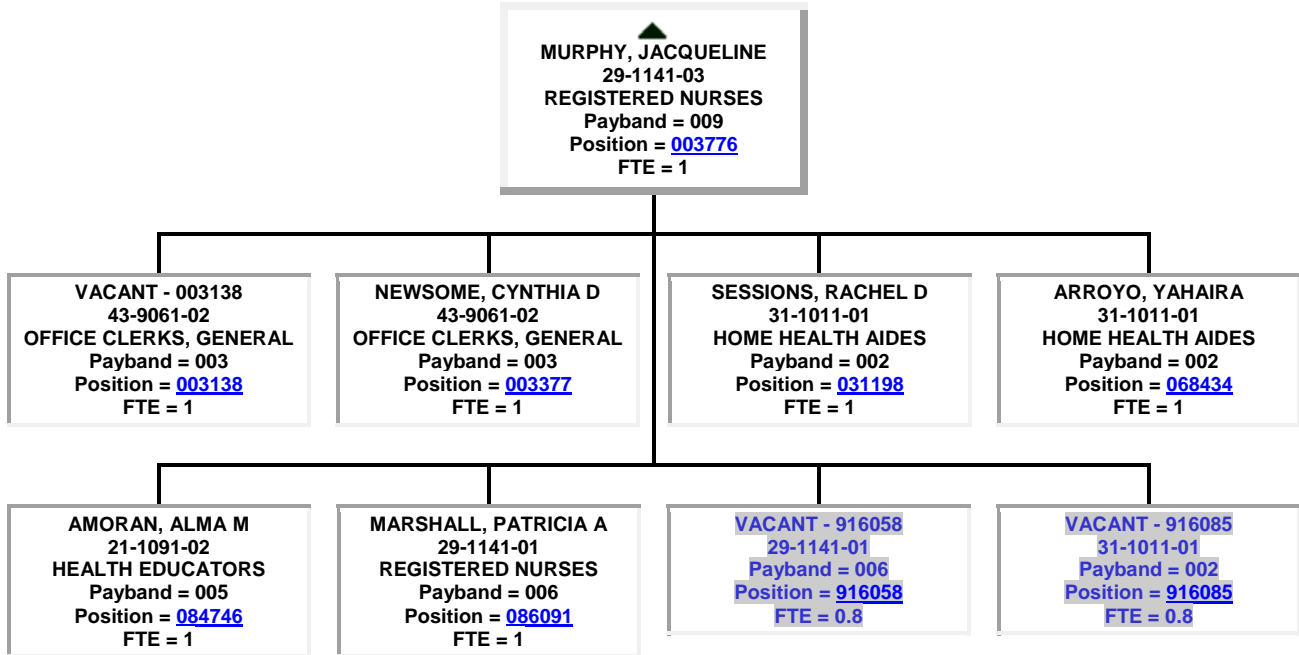 MURPHY, JACQUELINE
29-1141-03
REGISTERED NURSES
Payband = 009
Position = 003776
FTE = 1
VACANT - 003138
43-9061-02
OFFICE CLERKS, GENERAL
Payband = 003
Position = 003138
FTE = 1
NEWSOME, CYNTHIA D
43-9061-02
OFFICE CLERKS, GENERAL
Payband = 003
Position = 003377
FTE = 1
SESSIONS, RACHEL D
31-1011-01
HOME HEALTH AIDES
Payband = 002
Position = 031198
FTE = 1
ARROYO, YAHAIRA
31-1011-01
HOME HEALTH AIDES
Payband = 002
Position = 068434
FTE = 1
AMORAN, ALMA M
21-1091-02
HEALTH EDUCATORS
Payband = 005
Position = 084746
FTE = 1
MARSHALL, PATRICIA A
29-1141-01
REGISTERED NURSES
Payband = 006
Position = 086091
FTE = 1
VACANT - 916058
29-1141-01
Payband = 006
Position = 916058
FTE = 0.8
VACANT - 916085
31-1011-01
Payband = 002
Position = 916085
FTE = 0.8